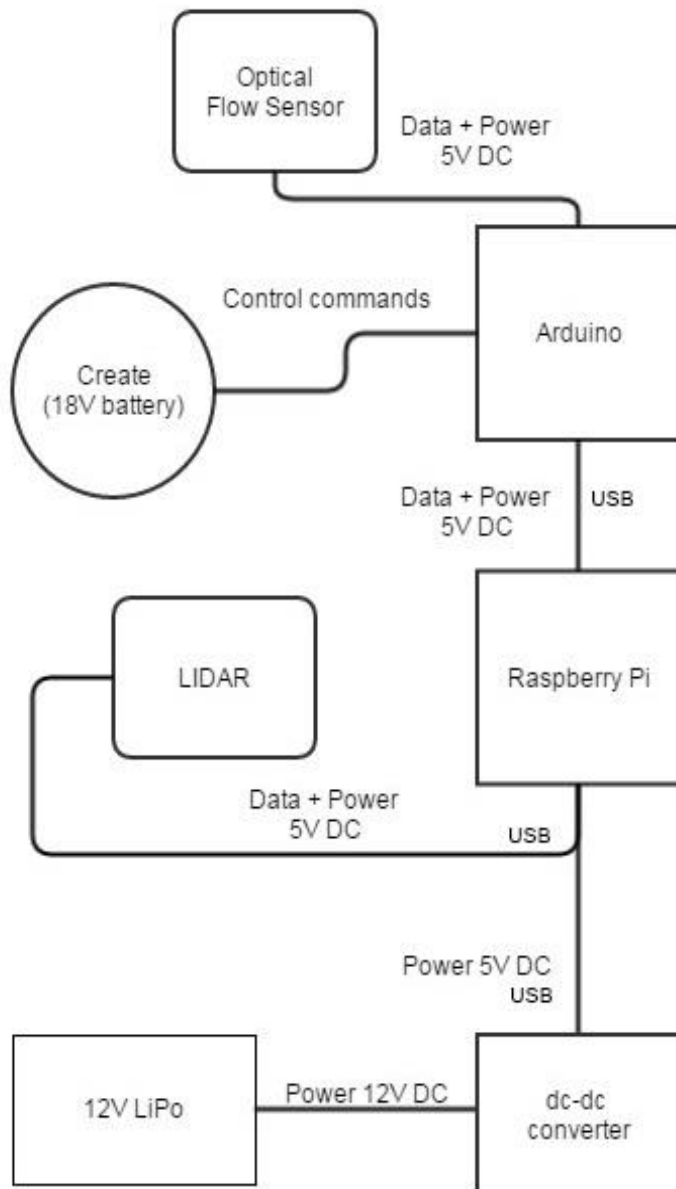 Optical
Flow Sensor
Data + Power
5V DC
Control commands
Arduino
Create
(18V battery)
Data + Power
5V DC
USB
LIDAR
Raspberry Pi
Data + Power
5V DC
USB
Power 5V DC
USB
12V LiPo
Power 12V DC
dc-dc
converter